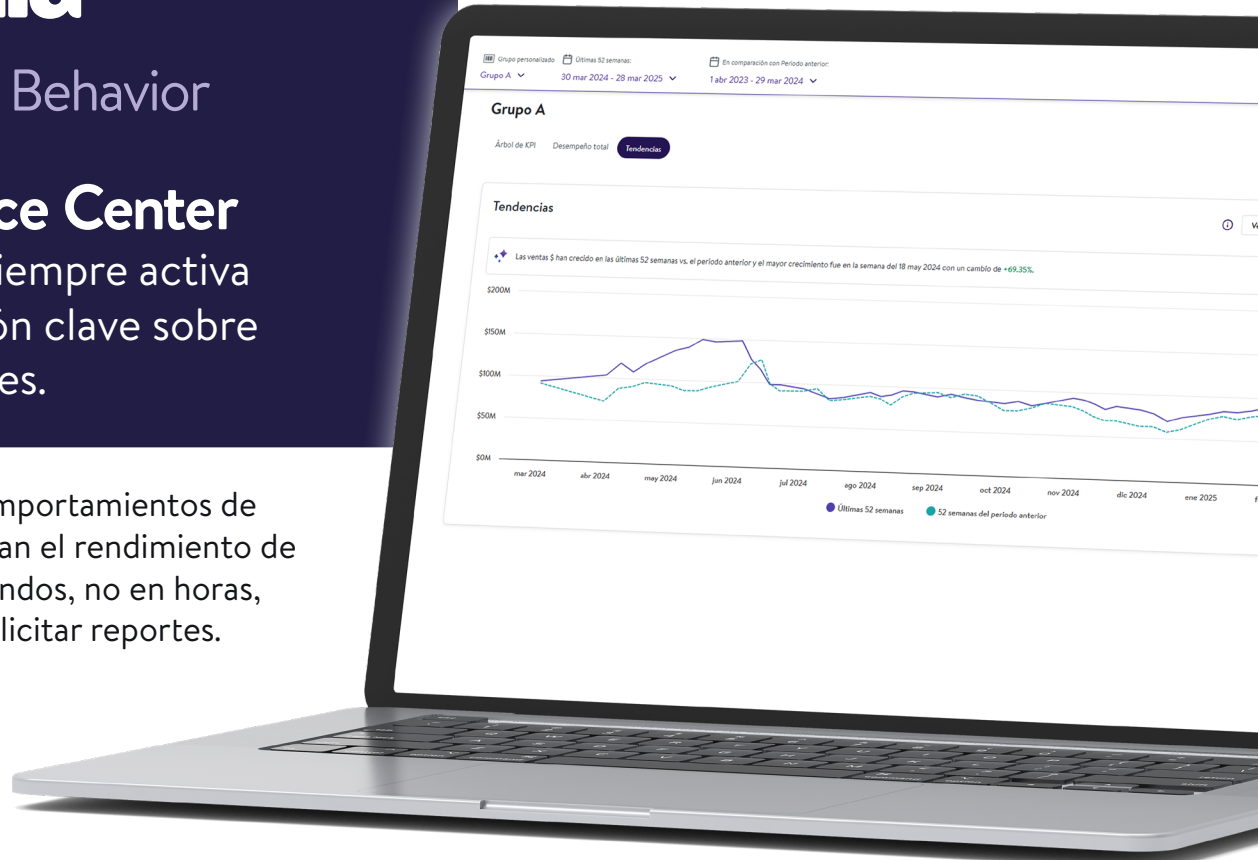 Behavior
ce Center
iempre activa
ón clave sobre
es.
mportamientos de
an el rendimiento de
ndos, no en horas,
licitar reportes.
Grupo personalizado
Últimas 52 semanas:
En comparación con Periodo anterior:
Grupo A
30 mar 2024 - 28 mar 2025
1 abr 2023 - 29 mar 2024
Grupo A
Árbol de KPI
Desempeño total
Tendencias
Tendencias
Las ventas $ han crecido en las últimas 52 semanas vs. el periodo anterior y el mayor crecimiento fue en la semana del 18 may 2024 con un cambio de +69.35%.
$200M
$150M
$100M
$50M
$0M
mar 2024
abr 2024
may 2024
jun 2024
jul 2024
ago 2024
sep 2024
oct 2024
nov 2024
dic 2024
ene 2025
f
Últimas 52 semanas
52 semanas del periodo anterior